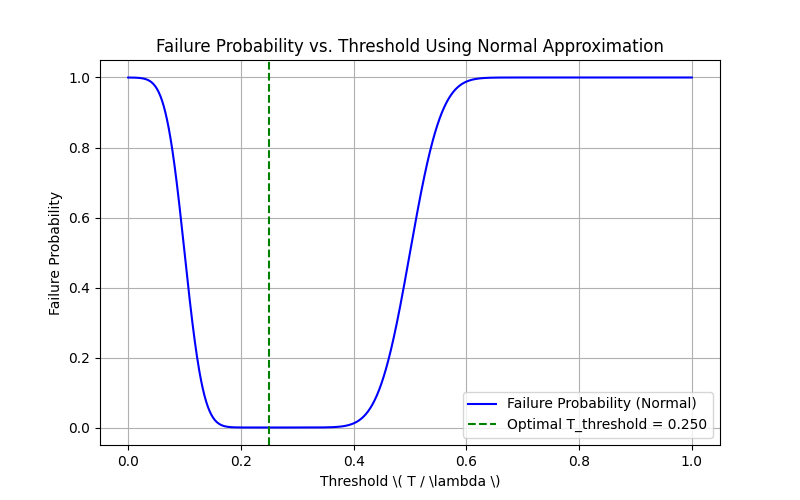 Failure Probability vs. Threshold Using Normal Approximation
1.0
0.8
0.6
0.4
0.2
0.0
Failure Probability
0.0 0.2 0.4 0.6 0.8 1.0
Threshold \( T / \lambda \)
Failure Probability (Normal)
Optimal T_threshold = 0.250